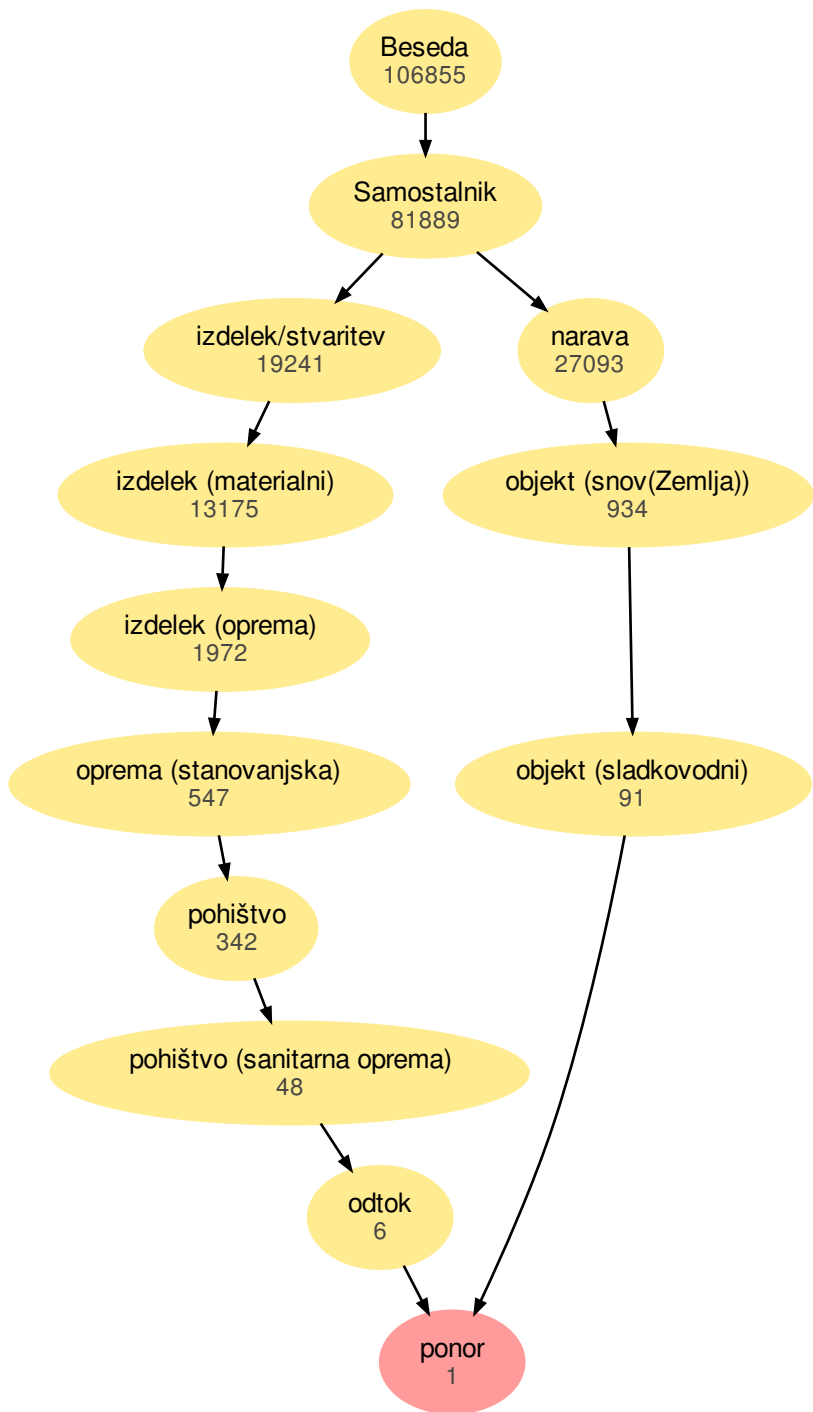 Beseda
106855
Samostalnik
81889
izdelek/stvaritev
19241
narava
27093
izdelek (materialni)
13175
objekt (snov(Zemlja))
934
izdelek (oprema)
1972
oprema (stanovanjska)
547
objekt (sladkovodni)
91
pohištvo
342
pohištvo (sanitarna oprema)
48
odtok
6
ponor
1